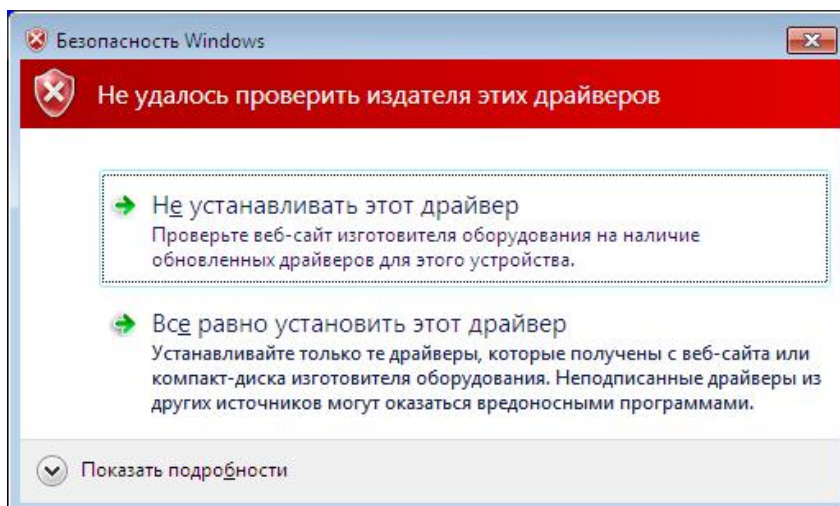 Безопасность Windows
Не удалось проверить издателя этих драйверов
Не устанавливать этот драйвер
Проверьте веб-сайт изготовителя оборудования на наличие
обновленных драйверов для этого устройства.
Все равно установить этот драйвер
Устанавливайте только те драйверы, которые получены с веб-сайта или
компакт-диска изготовителя оборудования. Неподписанные драйверы из
других источников могут оказаться вредоносными программами.
Показать подробности